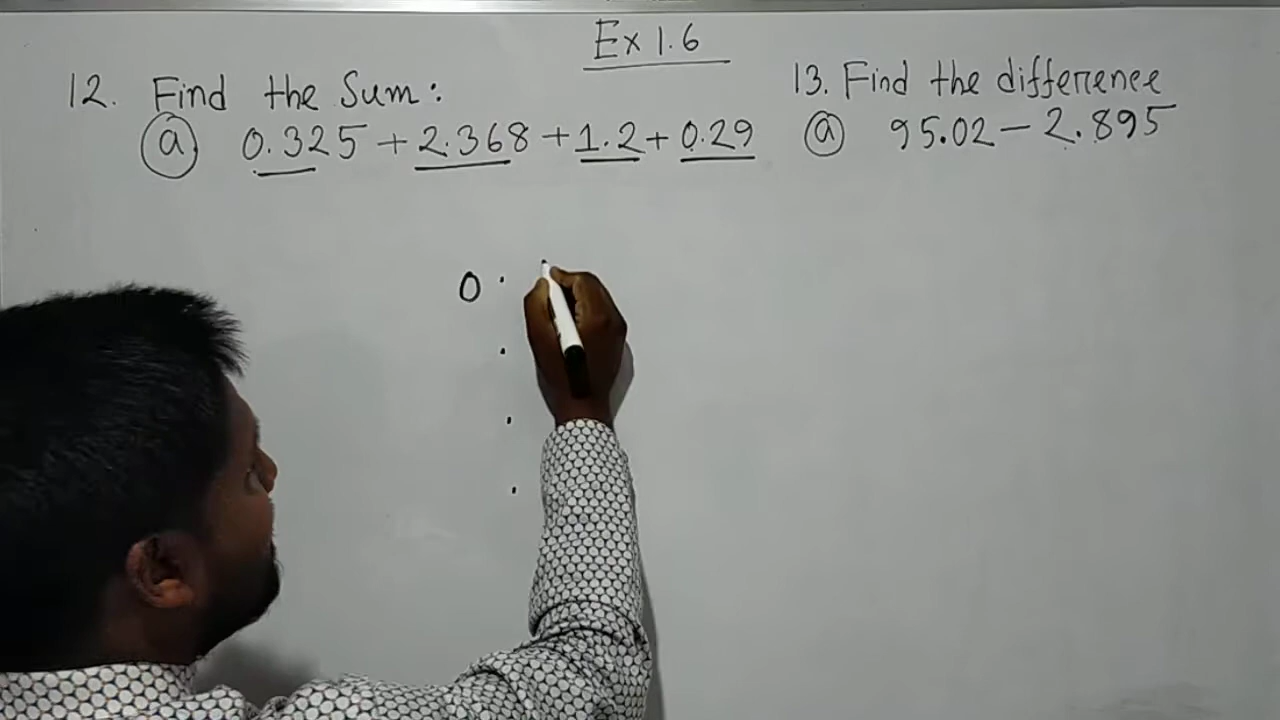 Ex 1.6
12. Find the Sum:
ⓐ 0.325 + 2.368 + 1.2 + 0.29
13. Find the difference
ⓐ 95.02 - 2.895
0.
.
.
.